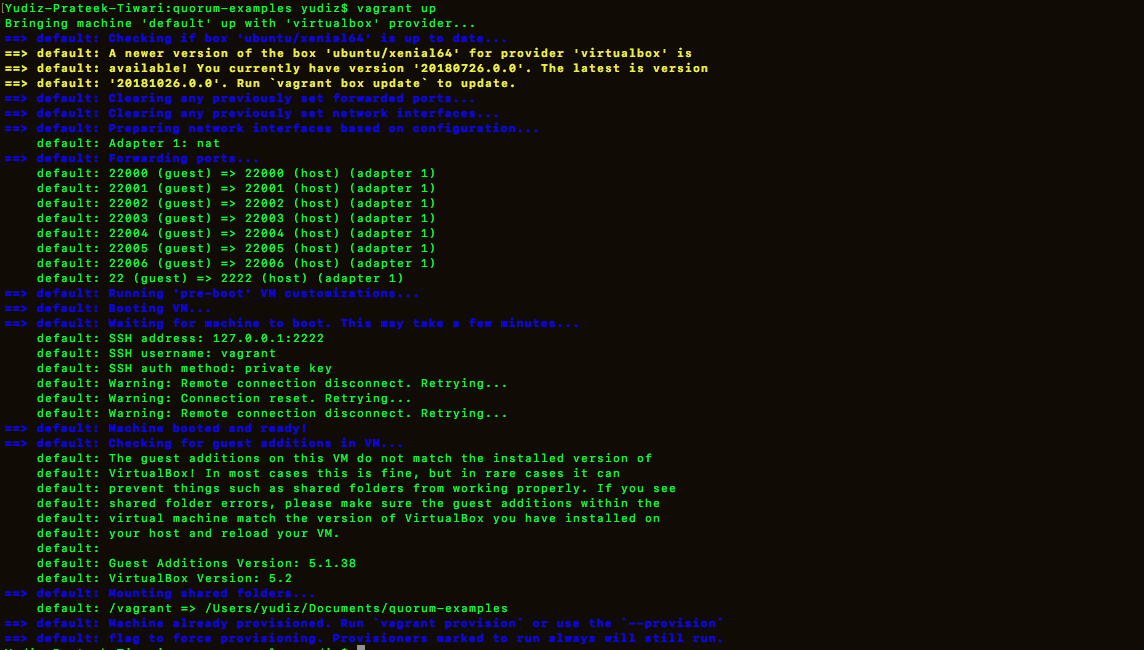 [Yudiz-Prateek-Tiwari:quorum-examples yudiz$ vagrant up
Bringing machine 'default' up with 'virtualbox' provider...
==> default: Checking if box 'ubuntu/xenial64' is up to date...
==> default: A newer version of the box 'ubuntu/xenial64' for provider 'virtualbox' is
==> default: available! You currently have version '20180726.0.0'. The latest is version
==> default: '20181026.0.0'. Run `vagrant box update` to update.
==> default: Clearing any previously set forwarded ports...
==> default: Clearing any previously set network interfaces...
==> default: Preparing network interfaces based on configuration...
    default: Adapter 1: nat
==> default: Forwarding ports...
    default: 22000 (guest) => 22000 (host) (adapter 1)
    default: 22001 (guest) => 22001 (host) (adapter 1)
    default: 22002 (guest) => 22002 (host) (adapter 1)
    default: 22003 (guest) => 22003 (host) (adapter 1)
    default: 22004 (guest) => 22004 (host) (adapter 1)
    default: 22005 (guest) => 22005 (host) (adapter 1)
    default: 22006 (guest) => 22006 (host) (adapter 1)
    default: 22 (guest) => 2222 (host) (adapter 1)
==> default: Running 'pre-boot' VM customizations...
==> default: Booting VM...
==> default: Waiting for machine to boot. This may take a few minutes...
    default: SSH address: 127.0.0.1:2222
    default: SSH username: vagrant
    default: SSH auth method: private key
    default: Warning: Remote connection disconnect. Retrying...
    default: Warning: Connection reset. Retrying...
    default: Warning: Remote connection disconnect. Retrying...
==> default: Machine booted and ready!
==> default: Checking for guest additions in VM...
    default: The guest additions on this VM do not match the installed version of
    default: VirtualBox! In most cases this is fine, but in rare cases it can
    default: prevent things such as shared folders from working properly. If you see
    default: shared folder errors, please make sure the guest additions within the
    default: virtual machine match the version of VirtualBox you have installed on
    default: your host and reload your VM.
    default:
    default: Guest Additions Version: 5.1.38
    default: VirtualBox Version: 5.2
==> default: Mounting shared folders...
    default: /vagrant => /Users/yudiz/Documents/quorum-examples
==> default: Machine already provisioned. Run `vagrant provision` or use the `--provision`
==> default: flag to force provisioning. Provisioners marked to run always will still run.